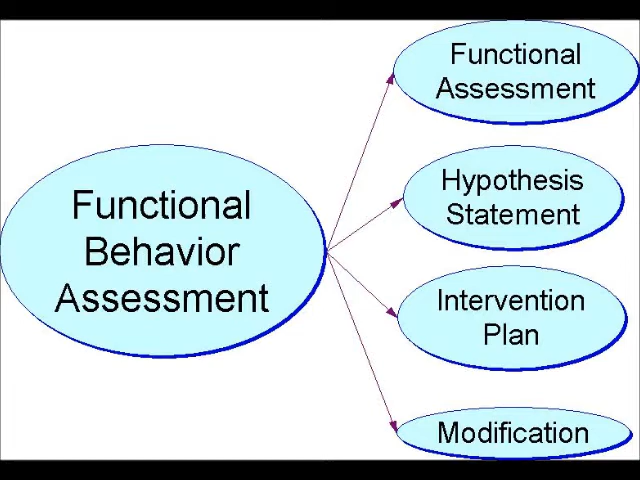 Functional
Behavior
Assessment
Functional
Assessment
Hypothesis
Statement
Intervention
Plan
Modification